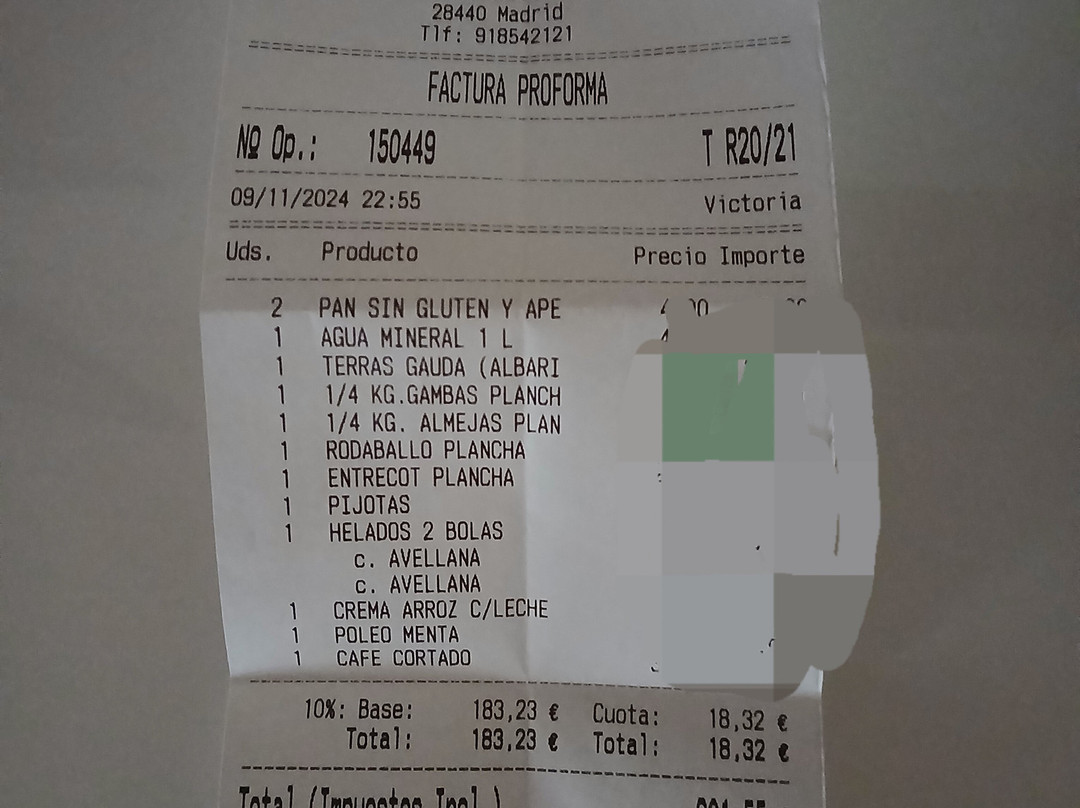 28440 Madrid
Tlf: 918542121
FACTURA PROFORMA
Nº Op.: 150449 T R20/21
09/11/2024 22:55 Victoria
Uds. Producto Precio Importe
2 PAN SIN GLUTEN Y APE
1 AGUA MINERAL 1 L
1 TERRAS GAUDA (ALBARI
1 1/4 KG.GAMBAS PLANCH
1 1/4 KG. ALMEJAS PLAN
1 RODABALLO PLANCHA
1 ENTRECOT PLANCHA
1 PIJOTAS
1 HELADOS 2 BOLAS
c. AVELLANA
c. AVELLANA
1 CREMA ARROZ C/LECHE
1 POLEO MENTA
1 CAFE CORTADO
10%: Base: 183,23 € Cuota: 18,32 €
Total: 183,23 € Total: 18,32 €
Total (Impuestos Incl.)